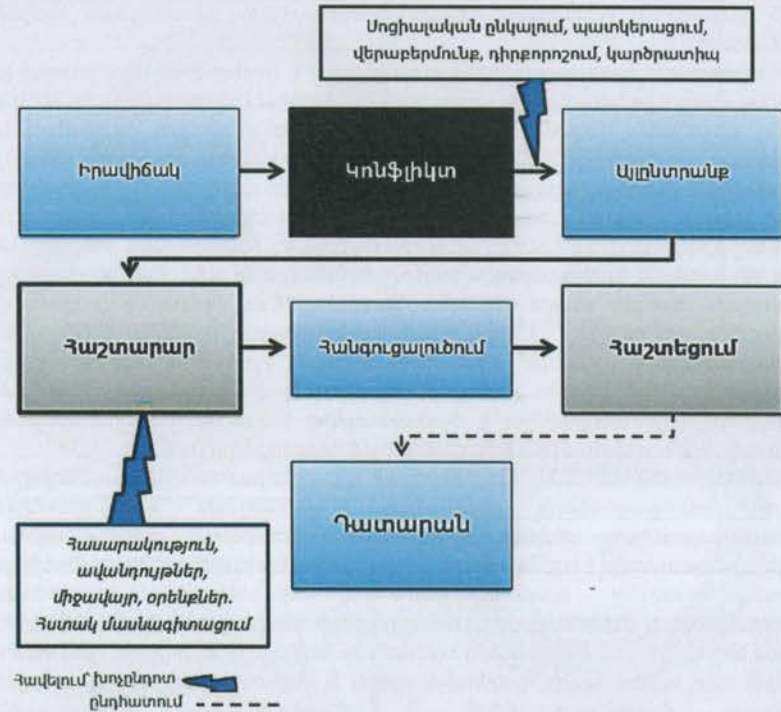 Սոցիալական ընկալում, պատկերացում,
վերաբերմունք, դիրքորոշում, կարծրատիպ
Իրավիճակ
Կոնֆլիկտ
Այլընտրանք
Հաշտարար
Հանգուցալուծում
Հաշտեցում
Դատարան
Հասարակություն,
ավանդույթներ,
միջավայր, օրենքներ.
Հստակ մասնագիտացում
Հավելում՝ խոչընդոտ
ընդհատում